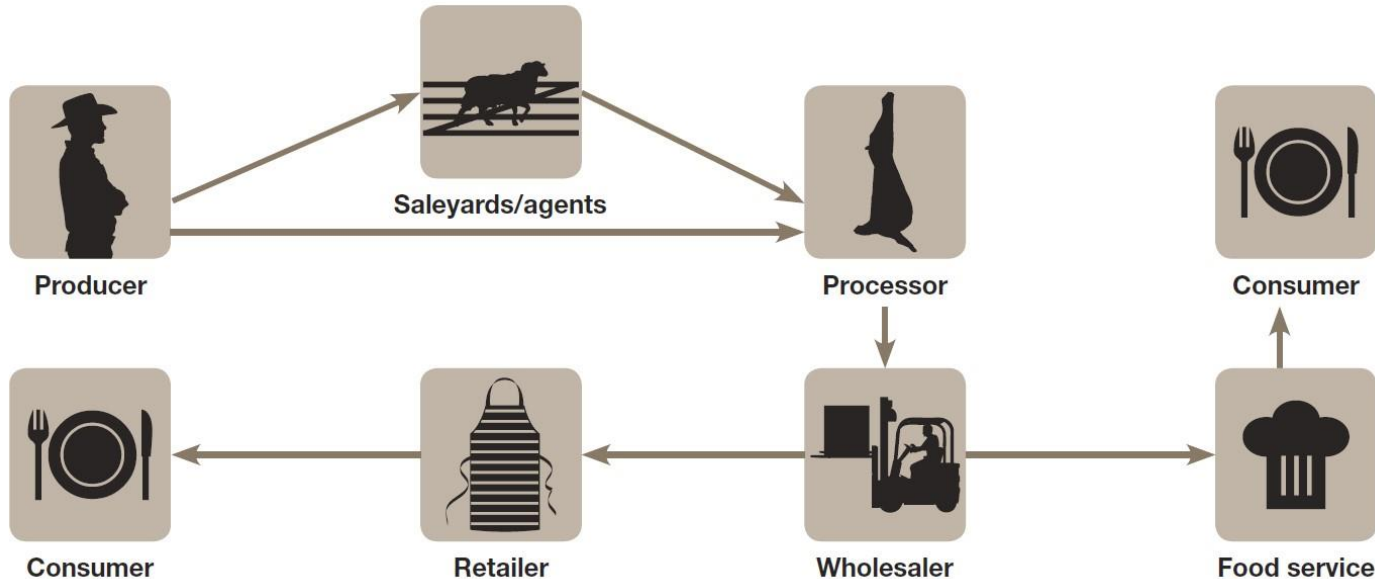 Saleyards/agents
Producer
Processor
Consumer
Consumer
Retailer
Wholesaler
Food service